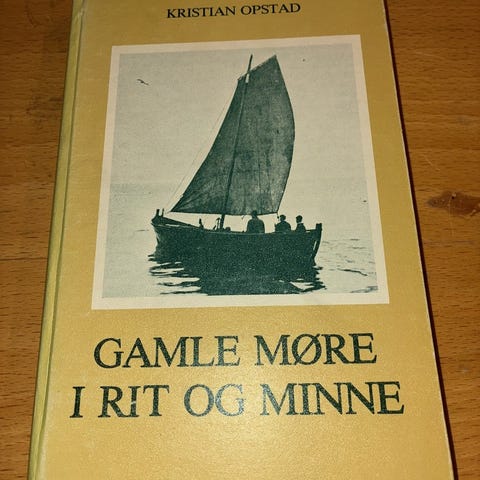 KRISTIAN OPSTAD
GAMLE MØRE
I RIT OG MINNE